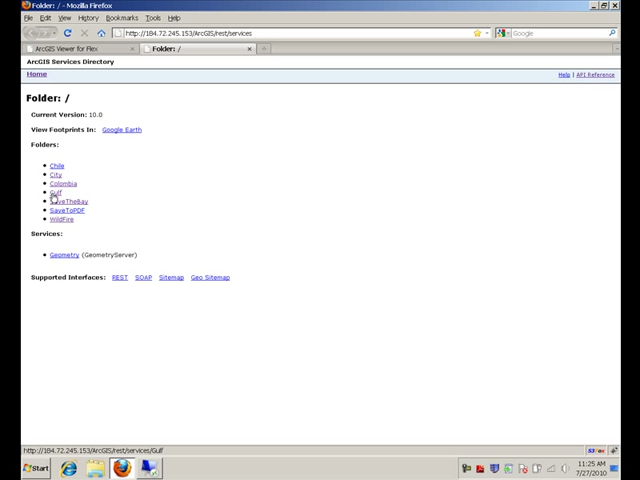 Folder: / - Mozilla Firefox
File Edit View History Bookmarks Tools Help
http://184.72.245.153/ArcGIS/rest/services
Google
ArcGIS Viewer for Flex
Folder: /
ArcGIS Services Directory
Home
Help | API Reference
Folder: /
Current Version: 10.0
View Footprints In: Google Earth
Folders:
Chile
City
Colombia
Gulf
SaveTheBay
SaveToPDF
WildFire
Services:
Geometry (GeometryServer)
Supported Interfaces: REST SOAP Sitemap Geo Sitemap
http://184.72.245.153/ArcGIS/rest/services/Gulf
Start
11:25 AM
7/27/2010